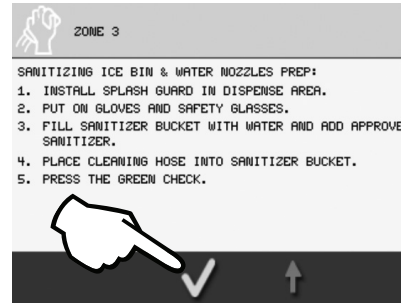 ZONE 3
SANITIZING ICE BIN & WATER NOZZLES PREP:
1. INSTALL SPLASH GUARD IN DISPENSE AREA.
2. PUT ON GLOVES AND SAFETY GLASSES.
3. FILL SANITIZER BUCKET WITH WATER AND ADD APPROVE
SANITIZER.
4. PLACE CLEANING HOSE INTO SANITIZER BUCKET.
5. PRESS THE GREEN CHECK.